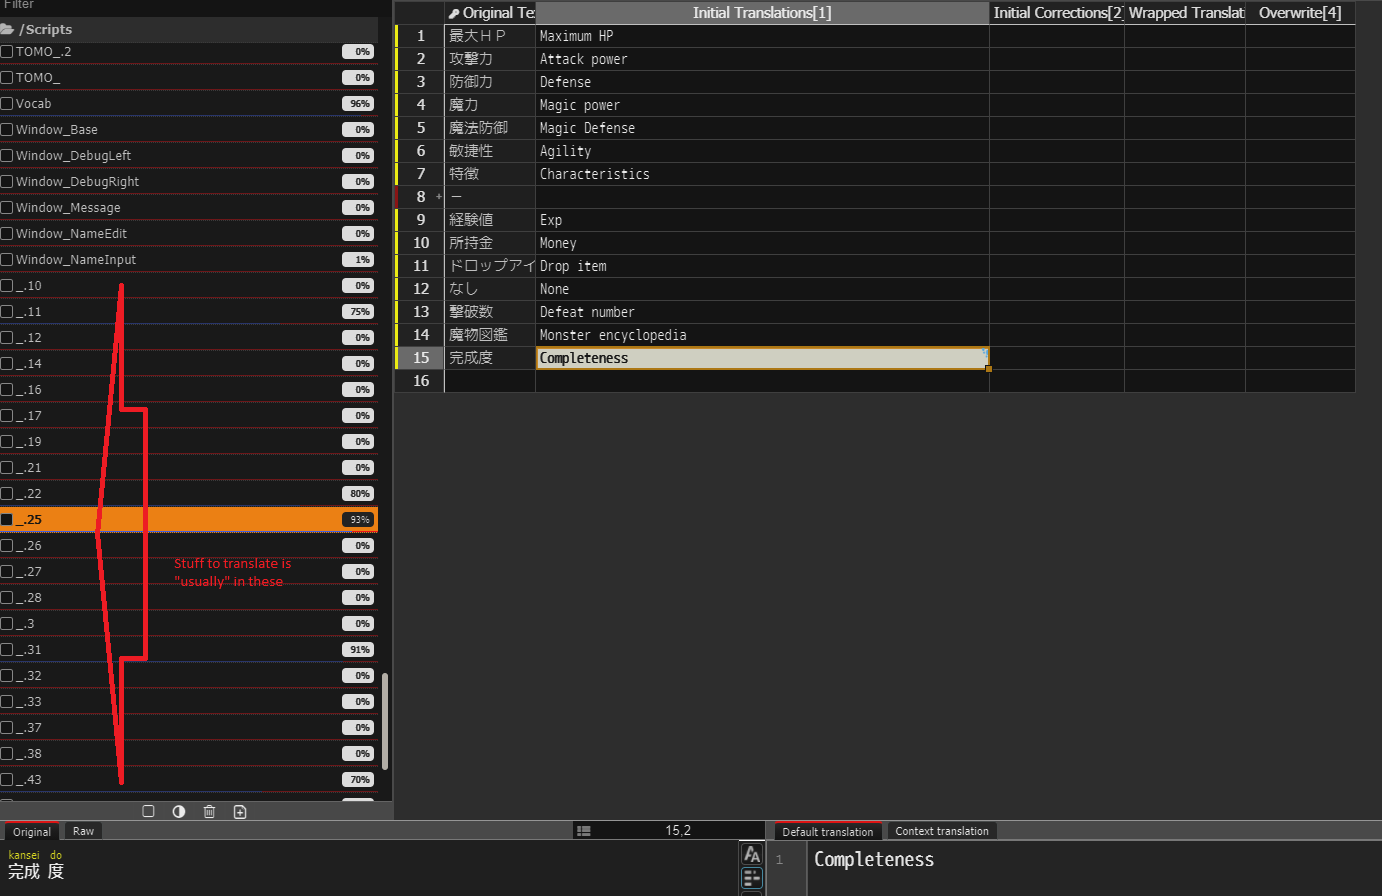 Filter
/Scripts
TOMO_.2 0%
TOMO_ 0%
Vocab 96%
Window_Base 0%
Window_DebugLeft 0%
Window_DebugRight 0%
Window_Message 0%
Window_NameEdit 0%
Window_NameInput 1%
_.10 0%
_.11 75%
_.12 0%
_.14 0%
_.16 0%
_.17 0%
_.19 0%
_.21 0%
_.22 80%
_.25 93%
_.26 0%
_.27 0%
_.28 0%
_.3 0%
_.31 91%
_.32 0%
_.33 0%
_.37 0%
_.38 0%
_.43 70%
Stuff to translate is
"usually" in these
Original Te Initial Translations[1] Initial Corrections[2] Wrapped Translati Overwrite[4]
1 最大ＨＰ Maximum HP
2 攻撃力 Attack power
3 防御力 Defense
4 魔力 Magic power
5 魔法防御 Magic Defense
6 敏捷性 Agility
7 特徴 Characteristics
8 + －
9 経験値 Exp
10 所持金 Money
11 ドロップアイ Drop item
12 なし None
13 撃破数 Defeat number
14 魔物図鑑 Monster encyclopedia
15 完成度 Completeness
16
Original Raw 15,2 Default translation Context translation
kansei do
完成 度
1 Completeness